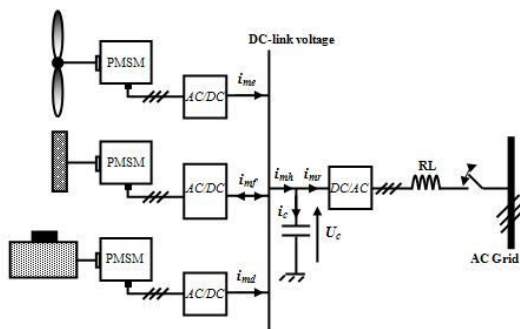 DC-link voltage
PMSM
AC/DC
i_me
PMSM
AC/DC
i_mf
i_mh
i_mr
DC/AC
RL
i_c
U_c
AC Grid
PMSM
AC/DC
i_md